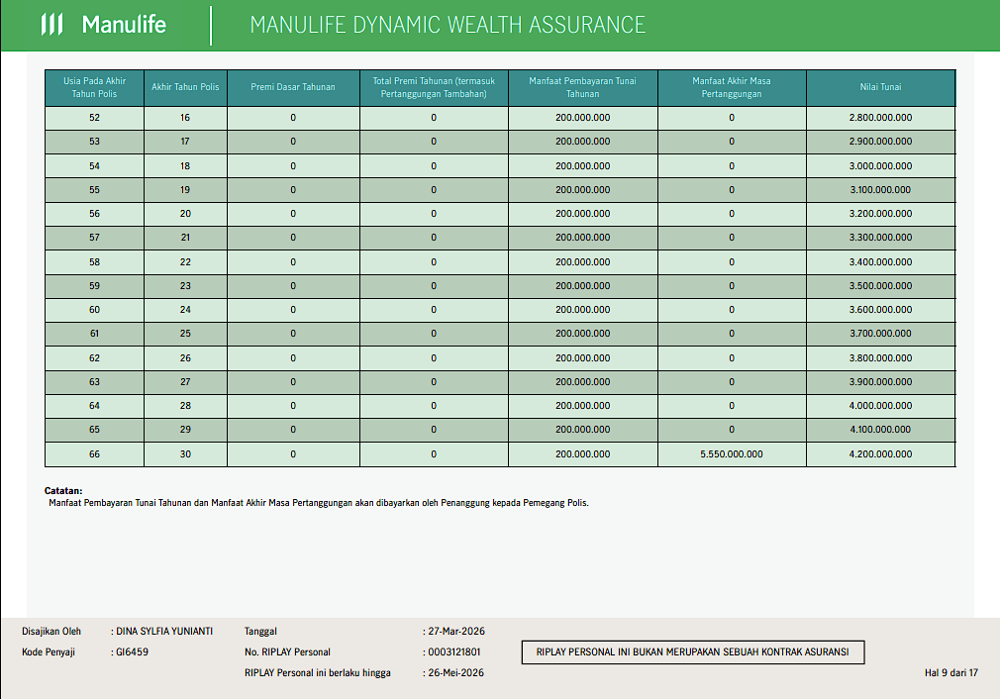 Manulife
MANULIFE DYNAMIC WEALTH ASSURANCE
Usia Pada Akhir Tahun Polis | Akhir Tahun Polis | Premi Dasar Tahunan | Total Premi Tahunan (termasuk Pertanggungan Tambahan) | Manfaat Pembayaran Tunai Tahunan | Manfaat Akhir Masa Pertanggungan | Nilai Tunai
52 | 16 | 0 | 0 | 200.000.000 | 0 | 2.800.000.000
53 | 17 | 0 | 0 | 200.000.000 | 0 | 2.900.000.000
54 | 18 | 0 | 0 | 200.000.000 | 0 | 3.000.000.000
55 | 19 | 0 | 0 | 200.000.000 | 0 | 3.100.000.000
56 | 20 | 0 | 0 | 200.000.000 | 0 | 3.200.000.000
57 | 21 | 0 | 0 | 200.000.000 | 0 | 3.300.000.000
58 | 22 | 0 | 0 | 200.000.000 | 0 | 3.400.000.000
59 | 23 | 0 | 0 | 200.000.000 | 0 | 3.500.000.000
60 | 24 | 0 | 0 | 200.000.000 | 0 | 3.600.000.000
61 | 25 | 0 | 0 | 200.000.000 | 0 | 3.700.000.000
62 | 26 | 0 | 0 | 200.000.000 | 0 | 3.800.000.000
63 | 27 | 0 | 0 | 200.000.000 | 0 | 3.900.000.000
64 | 28 | 0 | 0 | 200.000.000 | 0 | 4.000.000.000
65 | 29 | 0 | 0 | 200.000.000 | 0 | 4.100.000.000
66 | 30 | 0 | 0 | 200.000.000 | 5.550.000.000 | 4.200.000.000
Catatan:
Manfaat Pembayaran Tunai Tahunan dan Manfaat Akhir Masa Pertanggungan akan dibayarkan oleh Penanggung kepada Pemegang Polis.
Disajikan Oleh : DINA SYLFIA YUNIANTI
Kode Penyaji : GI6459
Tanggal : 27-Mar-2026
No. RIPLAY Personal : 0003121801
RIPLAY Personal ini berlaku hingga : 26-Mei-2026
RIPLAY PERSONAL INI BUKAN MERUPAKAN SEBUAH KONTRAK ASURANSI
Hal 9 dari 17